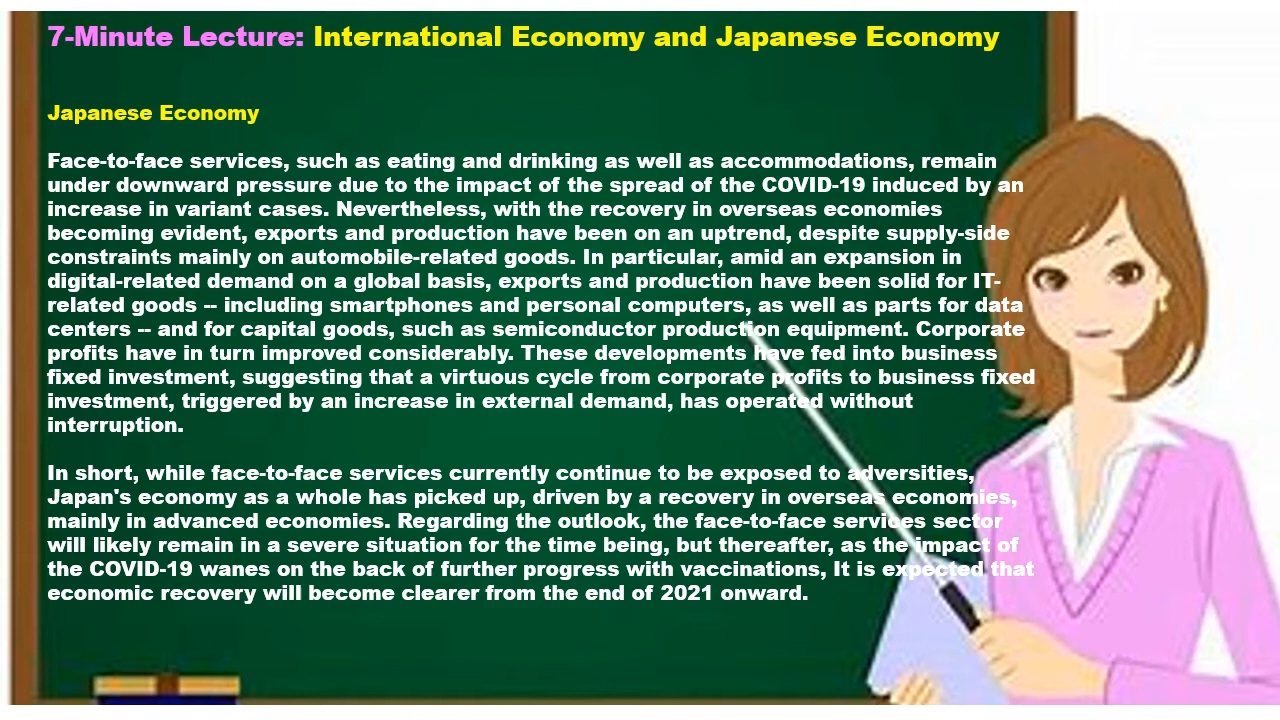 7-Minute Lecture: International Economy and Japanese Economy
Japanese Economy
Face-to-face services, such as eating and drinking as well as accommodations, remain
under downward pressure due to the impact of the spread of the COVID-19 induced by an
increase in variant cases. Nevertheless, with the recovery in overseas economies
becoming evident, exports and production have been on an uptrend, despite supply-side
constraints mainly on automobile-related goods. In particular, amid an expansion in
digital-related demand on a global basis, exports and production have been solid for IT-
related goods -- including smartphones and personal computers, as well as parts for data
centers -- and for capital goods, such as semiconductor production equipment. Corporate
profits have in turn improved considerably. These developments have fed into business
fixed investment, suggesting that a virtuous cycle from corporate profits to business fixed
investment, triggered by an increase in external demand, has operated without
interruption.
In short, while face-to-face services currently continue to be exposed to adversities,
Japan's economy as a whole has picked up, driven by a recovery in overseas economies,
mainly in advanced economies. Regarding the outlook, the face-to-face services sector
will likely remain in a severe situation for the time being, but thereafter, as the impact of
the COVID-19 wanes on the back of further progress with vaccinations, It is expected that
economic recovery will become clearer from the end of 2021 onward.